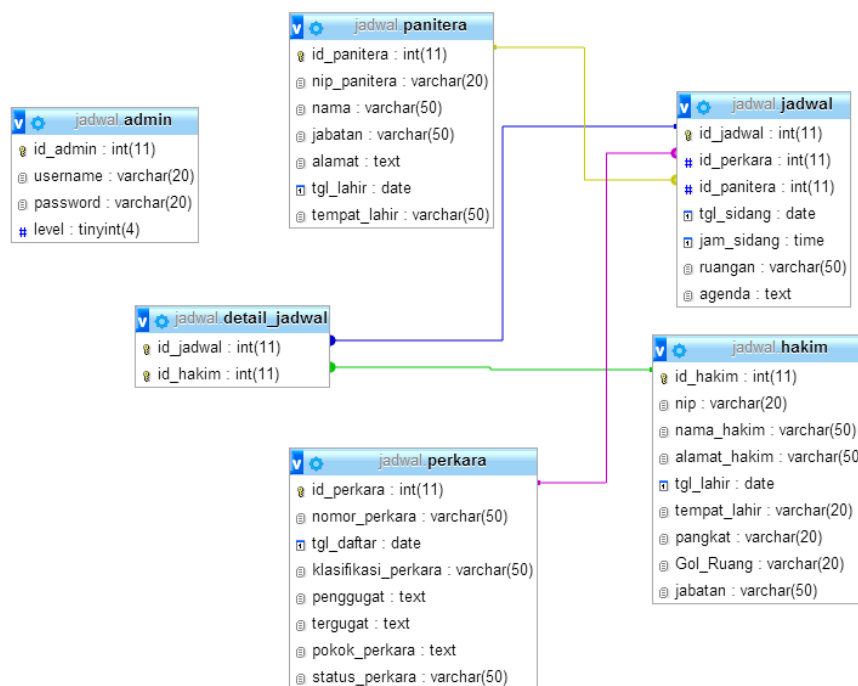 jadwal.panitera
id_panitera : int(11)
nip_panitera : varchar(20)
nama : varchar(50)
jabatan : varchar(50)
alamat : text
tgl_lahir : date
tempat_lahir : varchar(50)
jadwal.admin
id_admin : int(11)
username : varchar(20)
password : varchar(20)
level : tinyint(4)
jadwal.jadwal
id_jadwal : int(11)
id_perkara : int(11)
id_panitera : int(11)
tgl_sidang : date
jam_sidang : time
ruangan : varchar(50)
agenda : text
jadwal.detail_jadwal
id_jadwal : int(11)
id_hakim : int(11)
jadwal.hakim
id_hakim : int(11)
nip : varchar(20)
nama_hakim : varchar(50)
alamat_hakim : varchar(50
tgl_lahir : date
tempat_lahir : varchar(20)
pangkat : varchar(20)
Gol_Ruang : varchar(20)
jabatan : varchar(50)
jadwal.perkara
id_perkara : int(11)
nomor_perkara : varchar(50)
tgl_daftar : date
klasifikasi_perkara : varchar(50)
penggugat : text
tergugat : text
pokok_perkara : text
status_perkara : varchar(50)